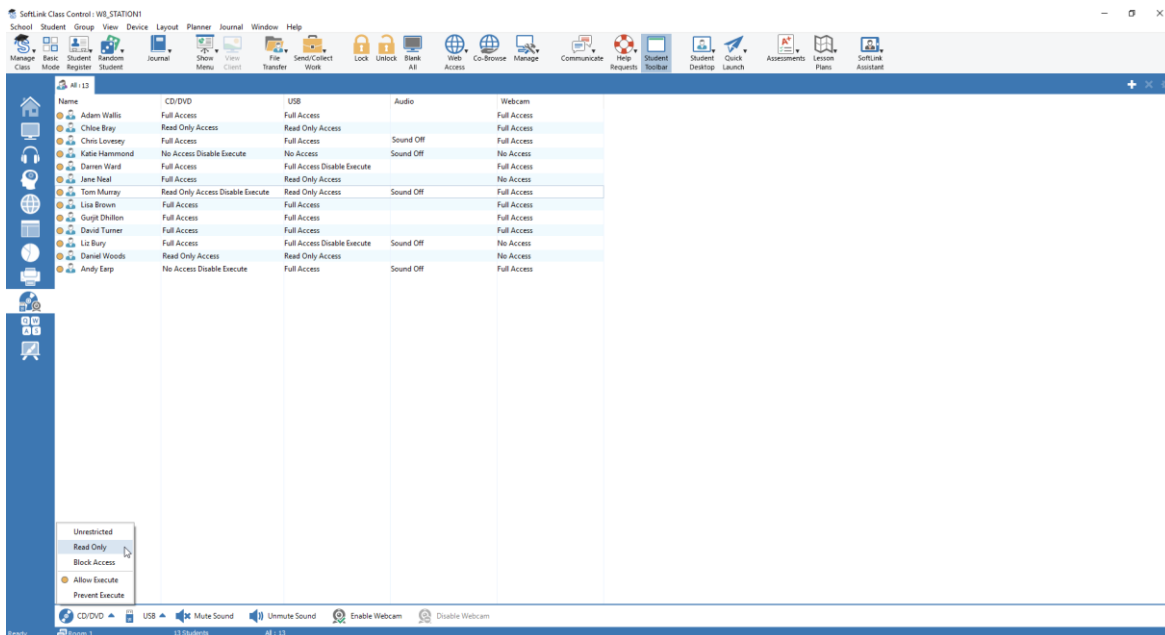 SoftLink Class Control : W8_STATION1
School Student Group View Device Layout Planner Journal Window Help
Manage Class
Basic Mode
Student Register
Random Student
Journal
Show Menu
View Client
File Transfer
Send/Collect Work
Lock
Unlock
Blank All
Web Access
Co-Browse
Manage
Communicate
Help Requests
Student Toolbar
Student Desktop
Quick Launch
Assessments
Lesson Plans
SoftLink Assistant
All : 13
Name CD/DVD USB Audio Webcam
Adam Wallis Full Access Full Access Full Access
Chloe Bray Read Only Access Read Only Access Full Access
Chris Lovesey Full Access Full Access Sound Off Full Access
Katie Hammond No Access Disable Execute No Access Sound Off No Access
Darren Ward Full Access Full Access Disable Execute Full Access
Jane Neal Full Access Read Only Access No Access
Tom Murray Read Only Access Disable Execute Read Only Access Sound Off Full Access
Lisa Brown Full Access Full Access Full Access
Gurjit Dhillon Full Access Full Access Full Access
David Turner Full Access Full Access Full Access
Liz Bury Full Access Full Access Disable Execute Sound Off No Access
Daniel Woods Read Only Access Read Only Access No Access
Andy Earp No Access Disable Execute Full Access Sound Off Full Access
Unrestricted
Read Only
Block Access
Allow Execute
Prevent Execute
CD/DVD USB Mute Sound Unmute Sound Enable Webcam Disable Webcam
Ready Room 1 13 Students All : 13